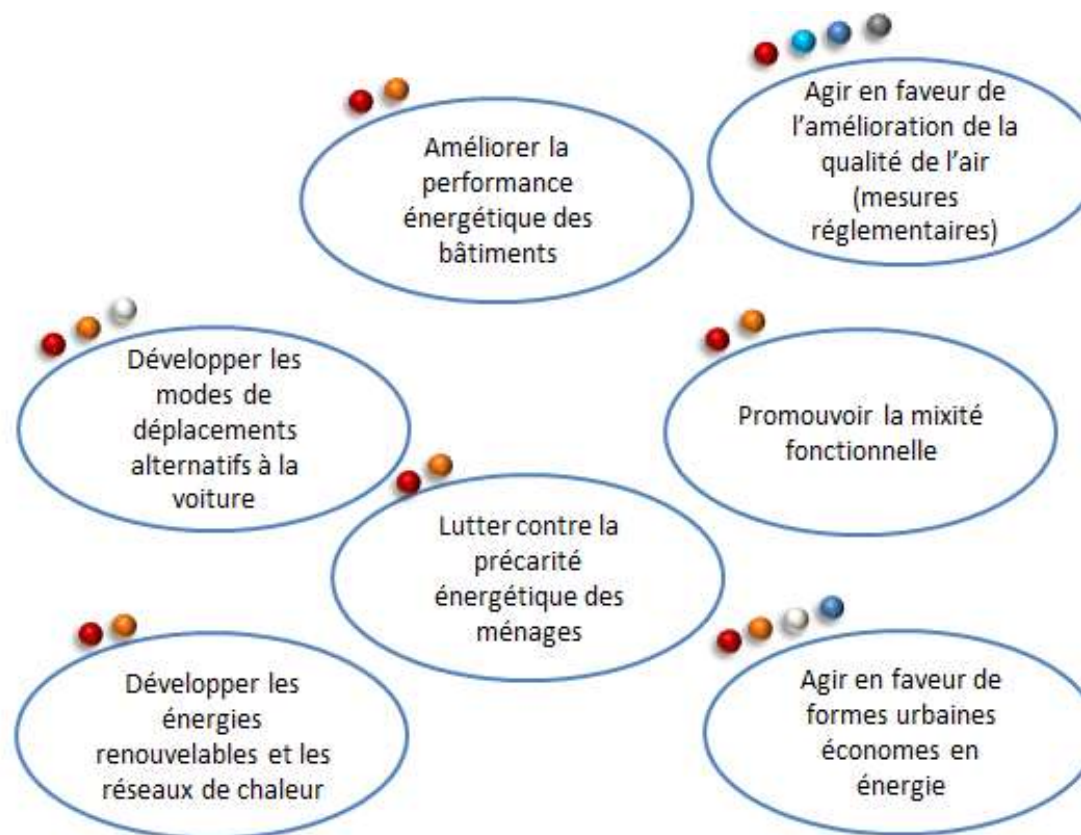 Améliorer la
performance
énergétique des
bâtiments
Agir en faveur de
l’amélioration de la
qualité de l’air
(mesures
réglementaires)
Développer les
modes de
déplacements
alternatifs à la
voiture
Promouvoir la mixité
fonctionnelle
Lutter contre la
précarité
énergétique des
ménages
Développer les
énergies
renouvelables et les
réseaux de chaleur
Agir en faveur de
formes urbaines
économes en
énergie